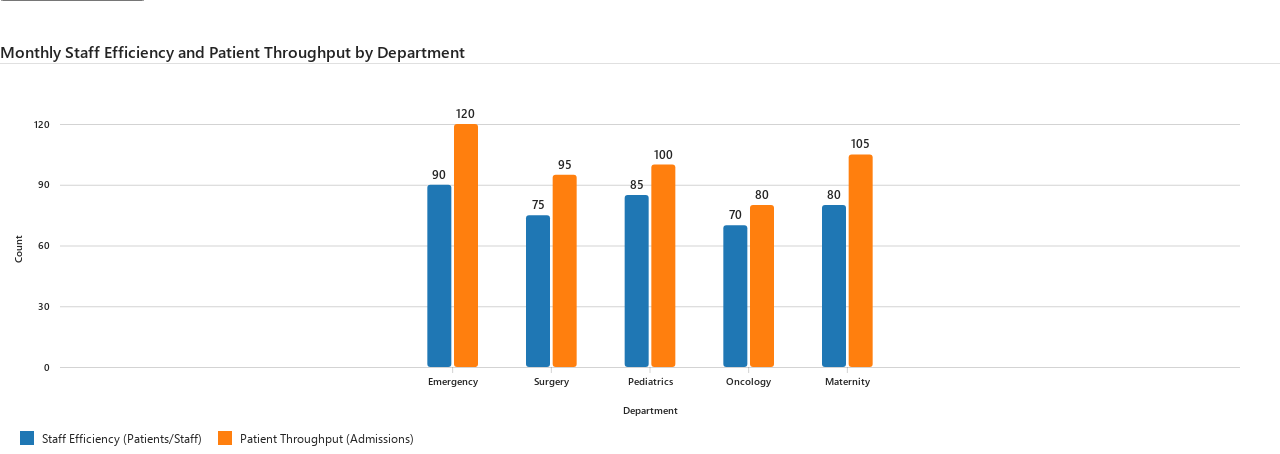 Monthly Staff Efficiency and Patient Throughput by Department
120
90
60
30
0
Count
90
120
75
95
85
100
70
80
80
105
Emergency
Surgery
Pediatrics
Oncology
Maternity
Department
Staff Efficiency (Patients/Staff)
Patient Throughput (Admissions)